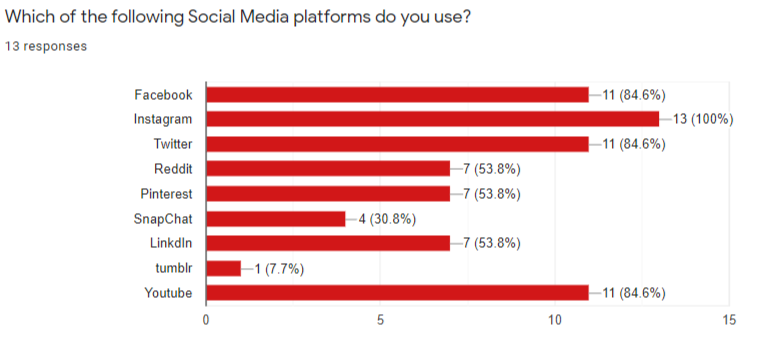 Which of the following Social Media platforms do you use?
13 responses
Facebook 11 (84.6%)
Instagram 13 (100%)
Twitter 11 (84.6%)
Reddit 7 (53.8%)
Pinterest 7 (53.8%)
SnapChat 4 (30.8%)
LinkdIn 7 (53.8%)
tumblr 1 (7.7%)
Youtube 11 (84.6%)
0 5 10 15